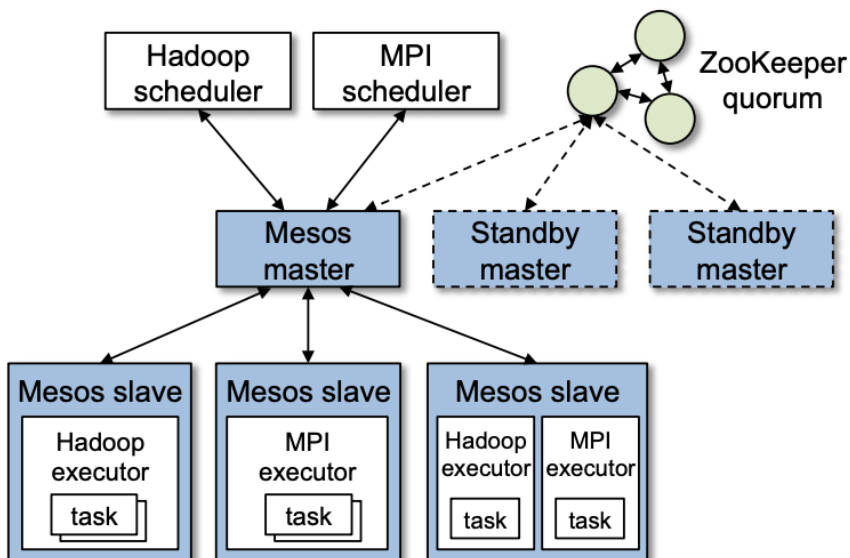 Hadoop
scheduler
MPI
scheduler
ZooKeeper
quorum
Mesos
master
Standby
master
Standby
master
Mesos slave
Hadoop
executor
task
Mesos slave
MPI
executor
task
Mesos slave
Hadoop
executor
task
MPI
executor
task